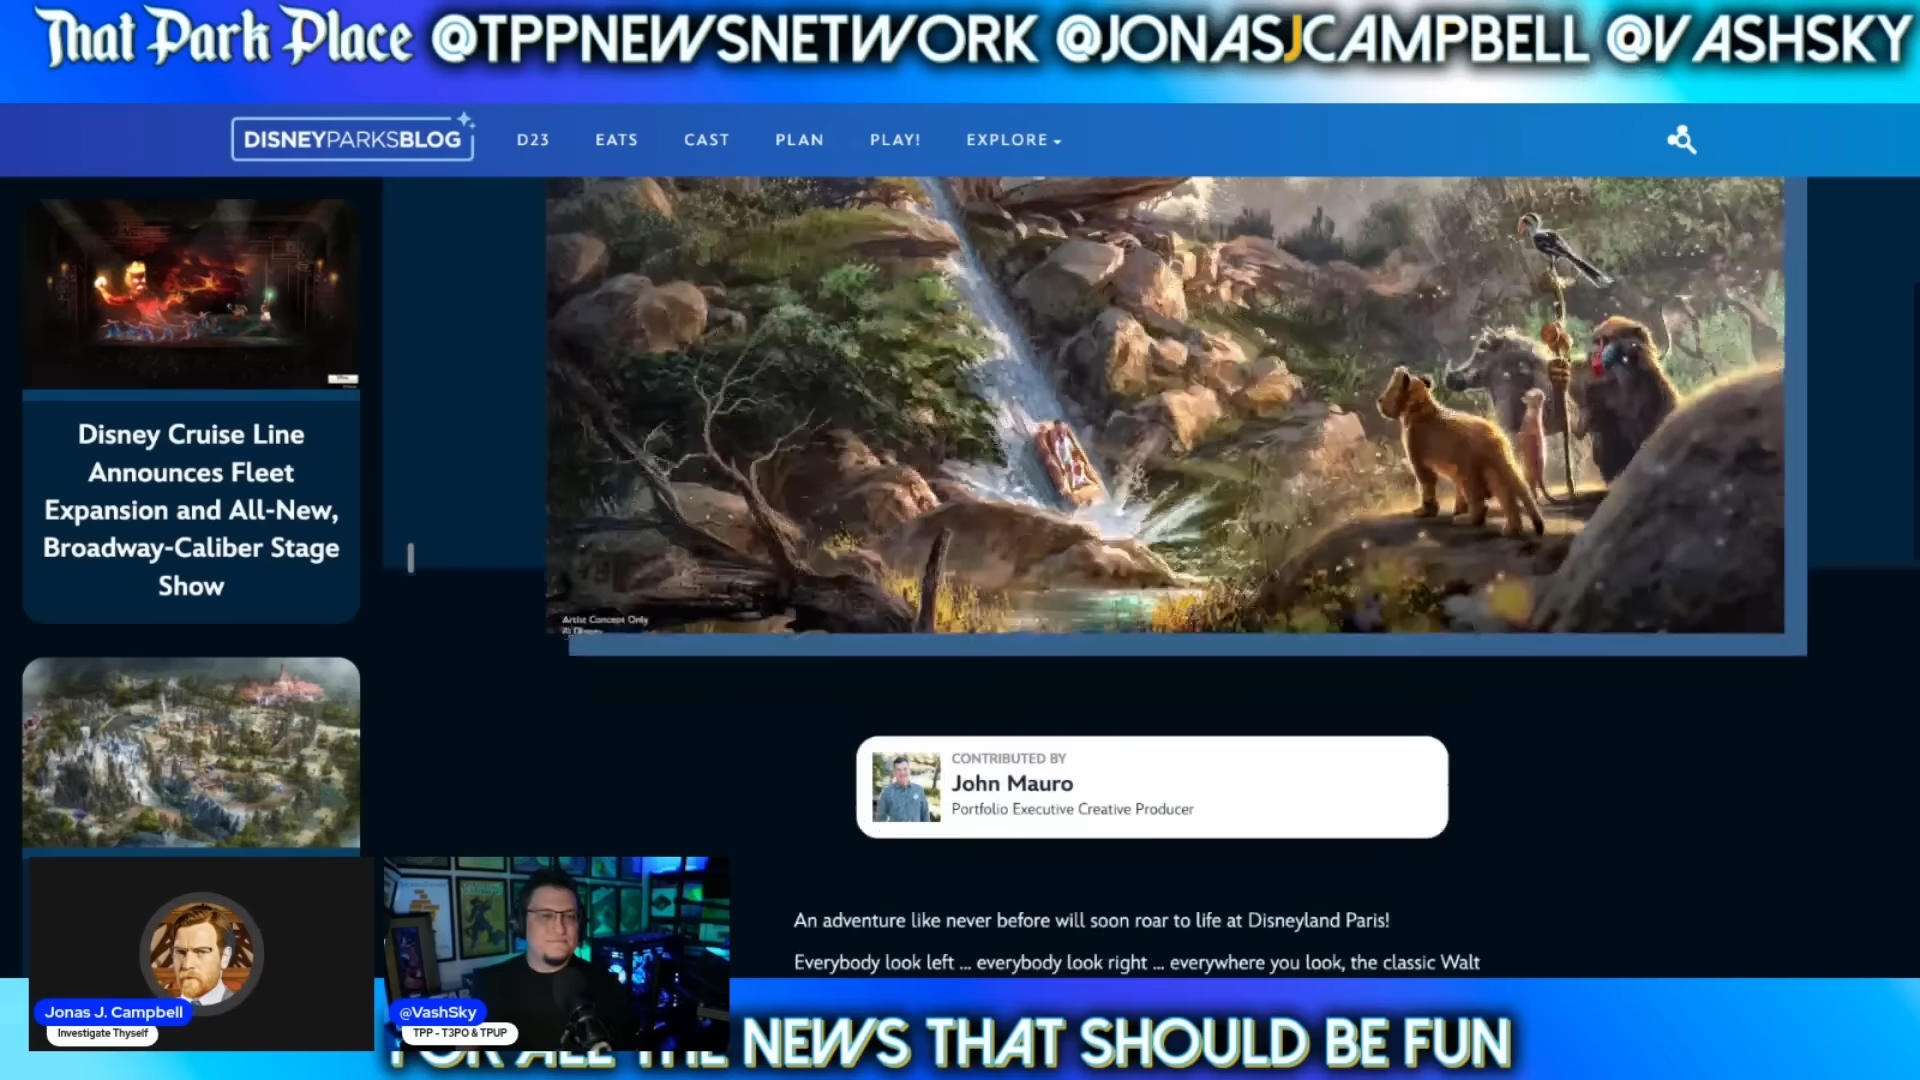 That Park Place @TPPNEWSNETWORK @JONASJCAMPBELL @VASHSKY
DISNEYPARKSBLOG D23 EATS CAST PLAN PLAY! EXPLORE
Disney Cruise Line
Announces Fleet
Expansion and All-New,
Broadway-Caliber Stage
Show
Artist Concept Only
CONTRIBUTED BY
John Mauro
Portfolio Executive Creative Producer
An adventure like never before will soon roar to life at Disneyland Paris!
Everybody look left ... everybody look right ... everywhere you look, the classic Walt
Jonas J. Campbell
Investigate Thyself
@VashSky
TPP - T3PO & TPUP
FOR ALL THE NEWS THAT SHOULD BE FUN